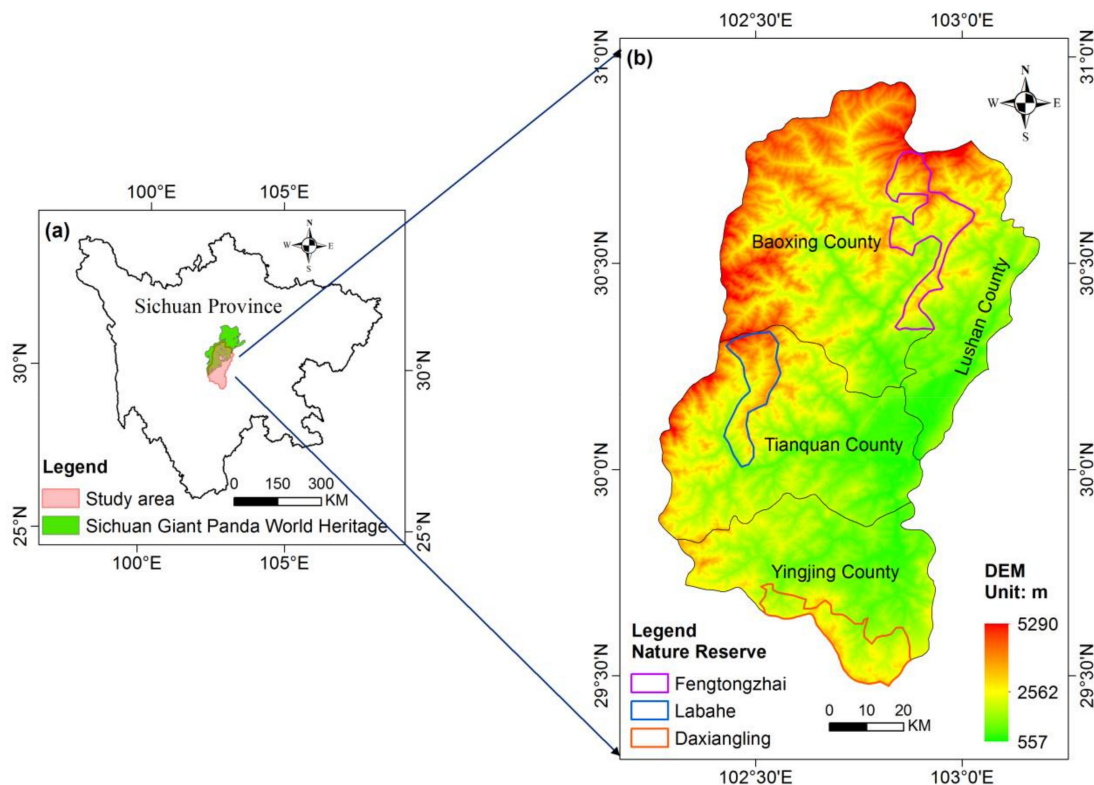 (a)
100°E 105°E
N
W E
S
Sichuan Province
30°N 30°N
Legend
Study area
Sichuan Giant Panda World Heritage
0 150 300
KM
25°N 25°N
100°E 105°E
(b)
102°30'E 103°0'E
31°0'N 31°0'N
N
W E
S
Baoxing County
30°30'N 30°30'N
Lushan County
Tianquan County
30°0'N 30°0'N
Yingjing County
DEM
Unit: m
5290
2562
557
Legend
Nature Reserve
Fengtongzhai
Labahe
Daxiangling
29°30'N 29°30'N
0 10 20
KM
102°30'E 103°0'E